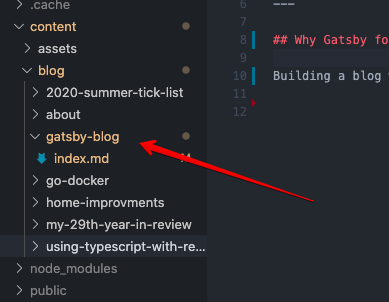 .cache
content
assets
blog
2020-summer-tick-list
about
gatsby-blog
index.md
go-docker
home-improvments
my-29th-year-in-review
using-typescript-with-re...
node_modules
public
6 ---
7
8 ## Why Gatsby fo
9
10 Building a blog
11
12